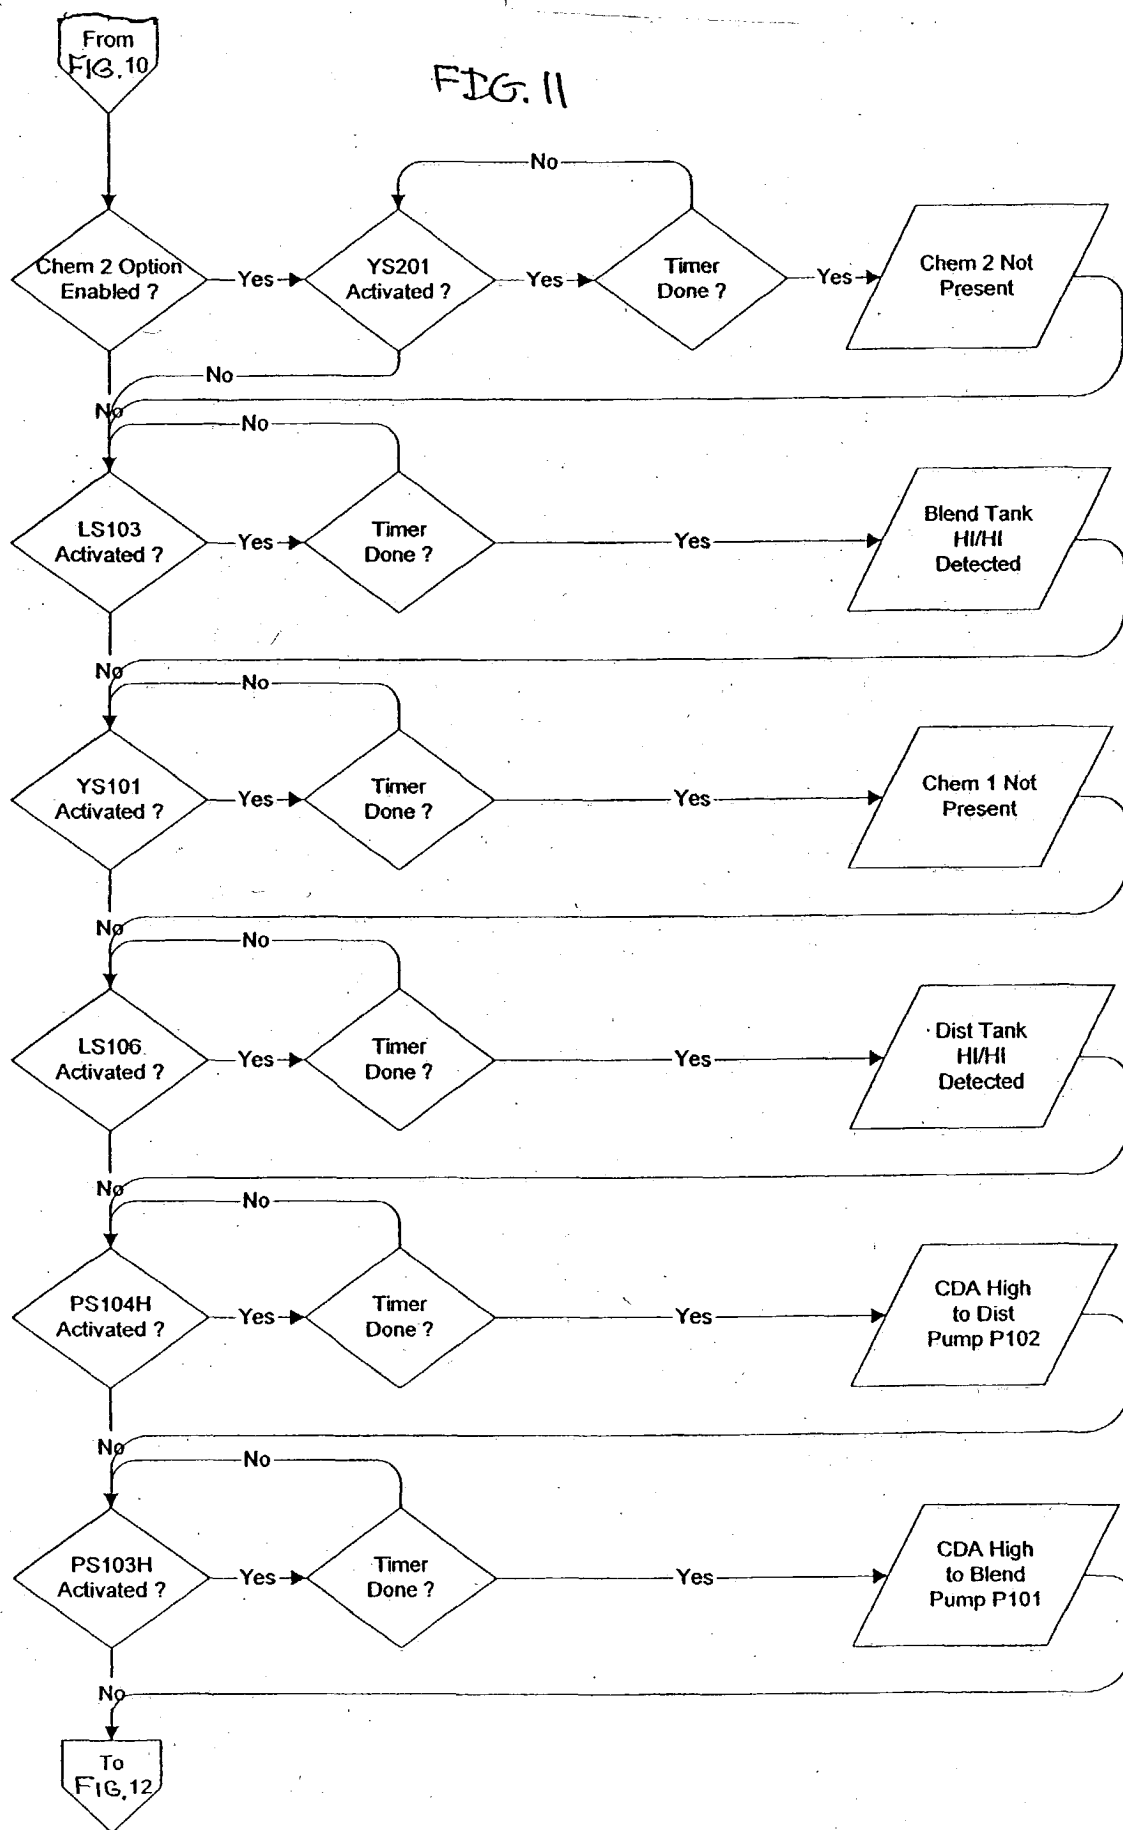 From
FIG. 10
FIG. 11
No
Chem 2 Option
Enabled ?
Yes
YS201
Activated ?
Yes
Timer
Done ?
Yes
Chem 2 Not
Present
No
No
No
LS103
Activated ?
Yes
Timer
Done ?
Yes
Blend Tank
HI/HI
Detected
No
No
YS101
Activated ?
Yes
Timer
Done ?
Yes
Chem 1 Not
Present
No
No
LS106
Activated ?
Yes
Timer
Done ?
Yes
Dist Tank
HI/HI
Detected
No
No
PS104H
Activated ?
Yes
Timer
Done ?
Yes
CDA High
to Dist
Pump P102
No
No
PS103H
Activated ?
Yes
Timer
Done ?
Yes
CDA High
to Blend
Pump P101
No
To
FIG. 12